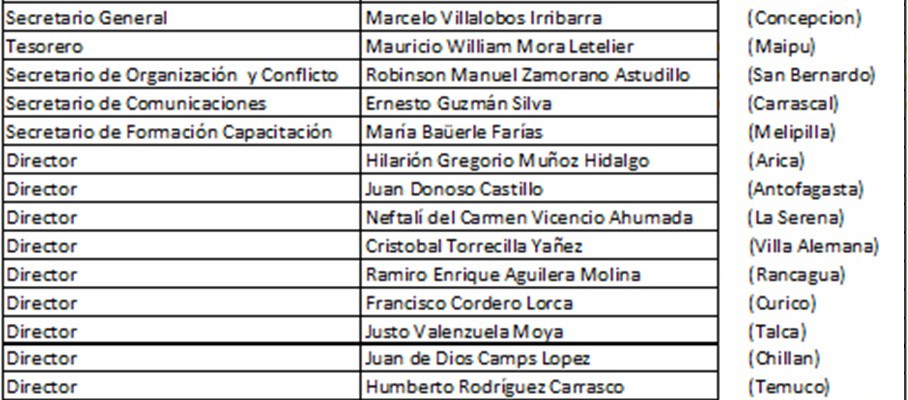 Secretario General Marcelo Villalobos Irribarra (Concepcion)
Tesorero Mauricio William Mora Letelier (Maipu)
Secretario de Organización y Conflicto Robinson Manuel Zamorano Astudillo (San Bernardo)
Secretario de Comunicaciones Ernesto Guzmán Silva (Carrascal)
Secretario de Formación Capacitación María Baüerle Farías (Melipilla)
Director Hilarión Gregorio Muñoz Hidalgo (Arica)
Director Juan Donoso Castillo (Antofagasta)
Director Neftalí del Carmen Vicencio Ahumada (La Serena)
Director Cristobal Torrecilla Yañez (Villa Alemana)
Director Ramiro Enrique Aguilera Molina (Rancagua)
Director Francisco Cordero Lorca (Curico)
Director Justo Valenzuela Moya (Talca)
Director Juan de Dios Camps Lopez (Chillan)
Director Humberto Rodríguez Carrasco (Temuco)